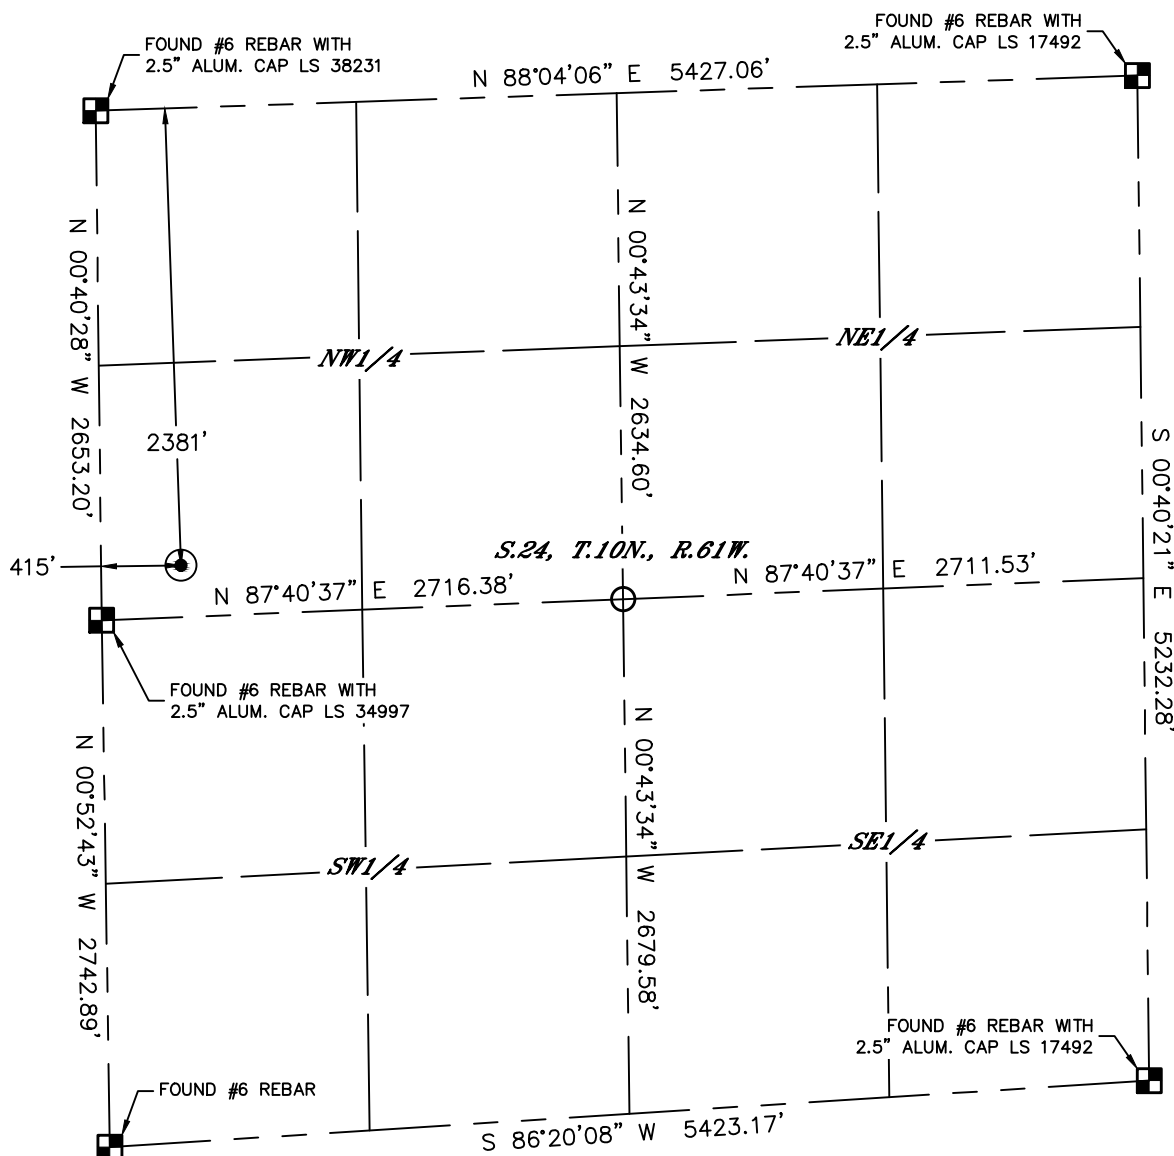 FOUND #6 REBAR WITH
2.5" ALUM. CAP LS 38231
FOUND #6 REBAR WITH
2.5" ALUM. CAP LS 17492
N 88°04'06" E 5427.06'
N 00°40'28" W 2653.20'
N 00°43'34" W 2634.60'
NW1/4
NE1/4
2381'
S 00°40'21" E 5232.28'
415'
S.24, T.10N., R.61W.
N 87°40'37" E 2716.38'
N 87°40'37" E 2711.53'
FOUND #6 REBAR WITH
2.5" ALUM. CAP LS 34997
N 00°52'43" W 2742.89'
N 00°43'34" W 2679.58'
SW1/4
SE1/4
FOUND #6 REBAR WITH
2.5" ALUM. CAP LS 17492
FOUND #6 REBAR
S 86°20'08" W 5423.17'